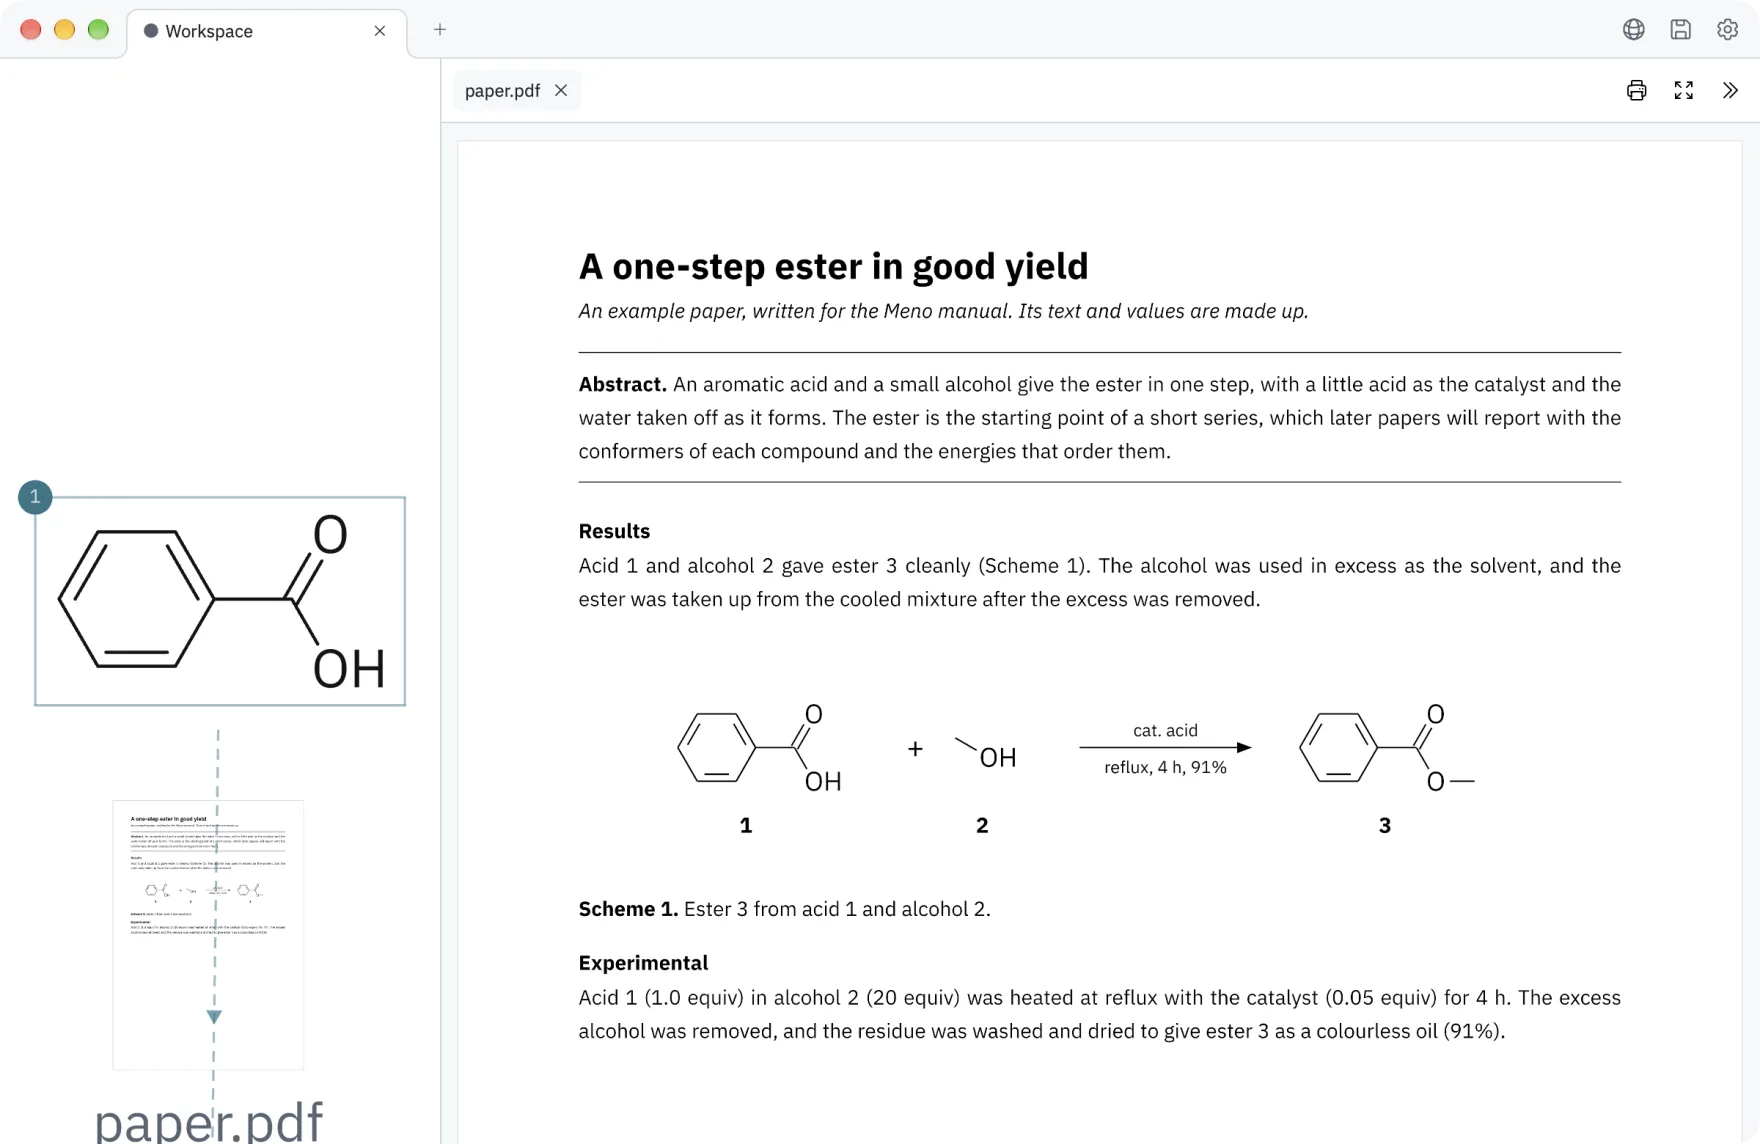 Workspace
paper.pdf
A one-step ester in good yield
An example paper, written for the Meno manual. Its text and values are made up.
Abstract. An aromatic acid and a small alcohol give the ester in one step, with a little acid as the catalyst and the
water taken off as it forms. The ester is the starting point of a short series, which later papers will report with the
conformers of each compound and the energies that order them.
Results
Acid 1 and alcohol 2 gave ester 3 cleanly (Scheme 1). The alcohol was used in excess as the solvent, and the
ester was taken up from the cooled mixture after the excess was removed.
O
OH
+
OH
cat. acid
reflux, 4 h, 91%
O
O
1
2
3
Scheme 1. Ester 3 from acid 1 and alcohol 2.
Experimental
Acid 1 (1.0 equiv) in alcohol 2 (20 equiv) was heated at reflux with the catalyst (0.05 equiv) for 4 h. The excess
alcohol was removed, and the residue was washed and dried to give ester 3 as a colourless oil (91%).
1
O
OH
A one-step ester in good yield
paper.pdf